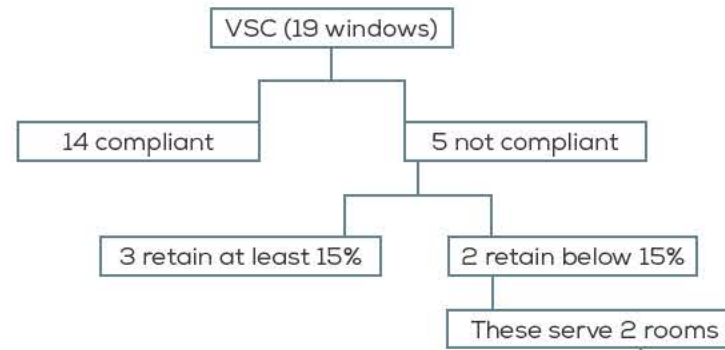 VSC (19 windows)
14 compliant
5 not compliant
3 retain at least 15%
2 retain below 15%
These serve 2 rooms